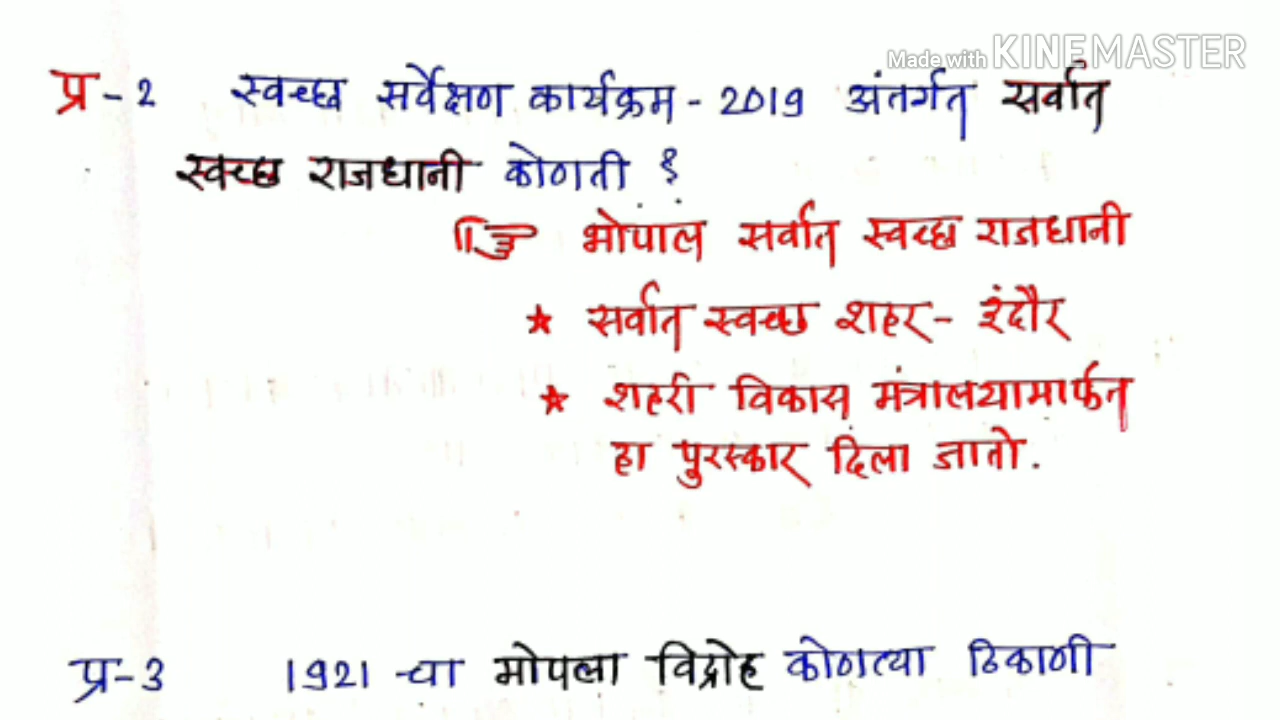 Made with KINEMASTER
प्र-2 स्वच्छ सर्वेक्षण कार्यक्रम - 2019 अंतर्गत सर्वात
स्वच्छ राजधानी कोणती ?
भोपाल सर्वात स्वच्छ राजधानी
★ सर्वात स्वच्छ शहर - इंदौर
★ शहरी विकास मंत्रालयामार्फत
हा पुरस्कार दिला जातो.
प्र-3 1921 -चा मोपला विद्रोह कोणत्या ठिकाणी